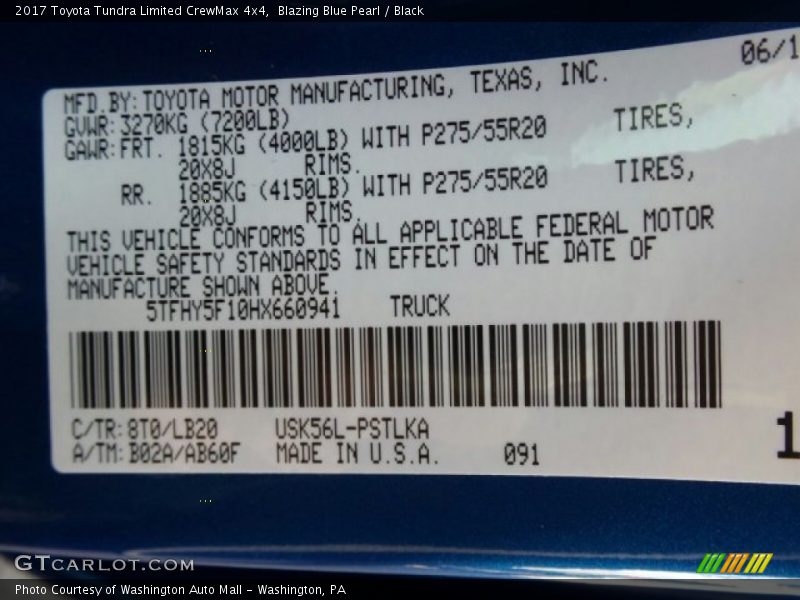 2017 Toyota Tundra Limited CrewMax 4x4,  Blazing Blue Pearl / Black
06/1
MFD.BY:TOYOTA MOTOR MANUFACTURING, TEXAS, INC.
GVWR:3270KG (7200LB)
GAWR:FRT. 1815KG (4000LB) WITH P275/55R20 TIRES,
20X8J RIMS.
RR. 1885KG (4150LB) WITH P275/55R20 TIRES,
20X8J RIMS.
THIS VEHICLE CONFORMS TO ALL APPLICABLE FEDERAL MOTOR
VEHICLE SAFETY STANDARDS IN EFFECT ON THE DATE OF
MANUFACTURE SHOWN ABOVE.
5TFHY5F10HX660941 TRUCK
C/TR:8T0/LB20 USK56L-PSTLKA
A/TM:B02A/AB60F MADE IN U.S.A. 091
1
GTCARLOT.COM
Photo Courtesy of Washington Auto Mall - Washington, PA